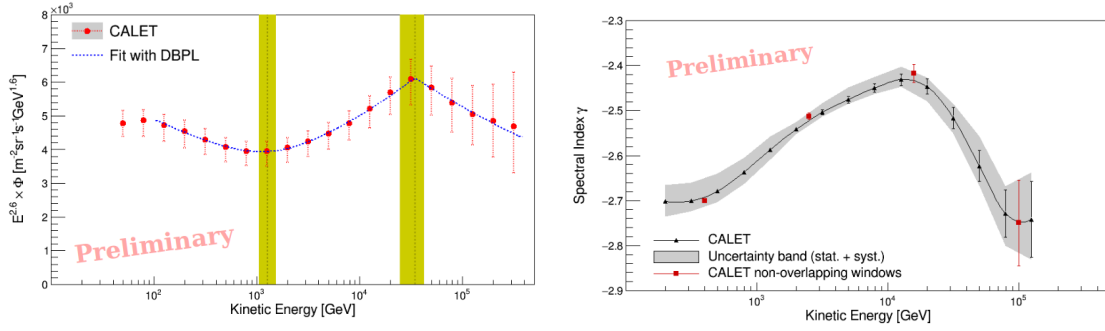 ×10³
8
7
6
5
4
3
2
1
0
E^2.6 × Φ [m⁻²sr⁻¹s⁻¹GeV^1.6]
CALET
Fit with DBPL
Preliminary
10² 10³ 10⁴ 10⁵
Kinetic Energy [GeV]
−2.3
−2.4
−2.5
−2.6
−2.7
−2.8
−2.9
Spectral Index γ
Preliminary
CALET
Uncertainty band (stat. + syst.)
CALET non-overlapping windows
10³ 10⁴ 10⁵
Kinetic Energy [GeV]